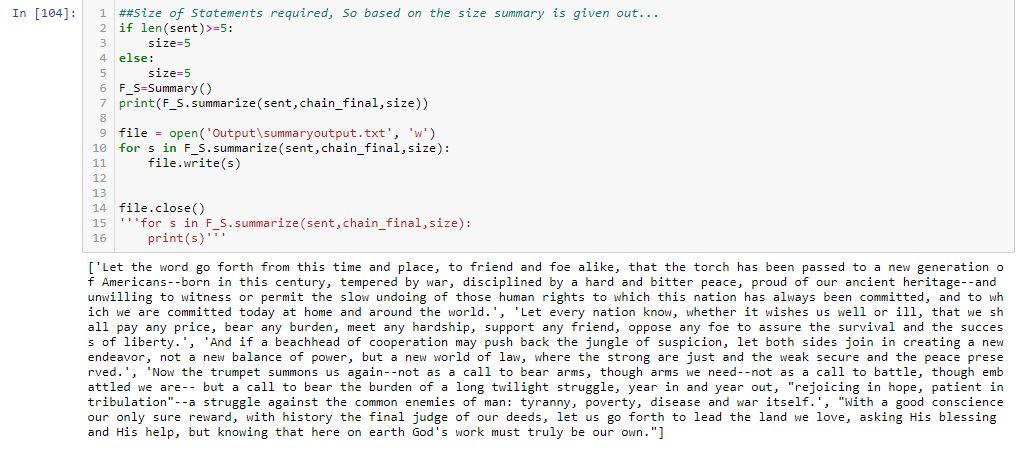 In [104]:
1 ##Size of Statements required, So based on the size summary is given out...
2 if len(sent)>=5:
3     size=5
4 else:
5     size=5
6 F_S=Summary()
7 print(F_S.summarize(sent,chain_final,size))
8
9 file = open('Output\summaryoutput.txt', 'w')
10 for s in F_S.summarize(sent,chain_final,size):
11     file.write(s)
12
13
14 file.close()
15 '''for s in F_S.summarize(sent,chain_final,size):
16     print(s)'''
['Let the word go forth from this time and place, to friend and foe alike, that the torch has been passed to a new generation o
f Americans--born in this century, tempered by war, disciplined by a hard and bitter peace, proud of our ancient heritage--and
unwilling to witness or permit the slow undoing of those human rights to which this nation has always been committed, and to wh
ich we are committed today at home and around the world.', 'Let every nation know, whether it wishes us well or ill, that we sh
all pay any price, bear any burden, meet any hardship, support any friend, oppose any foe to assure the survival and the succes
s of liberty.', 'And if a beachhead of cooperation may push back the jungle of suspicion, let both sides join in creating a new
endeavor, not a new balance of power, but a new world of law, where the strong are just and the weak secure and the peace prese
rved.', 'Now the trumpet summons us again--not as a call to bear arms, though arms we need--not as a call to battle, though emb
attled we are-- but a call to bear the burden of a long twilight struggle, year in and year out, "rejoicing in hope, patient in
tribulation"--a struggle against the common enemies of man: tyranny, poverty, disease and war itself.', "With a good conscience
our only sure reward, with history the final judge of our deeds, let us go forth to lead the land we love, asking His blessing
and His help, but knowing that here on earth God's work must truly be our own."]